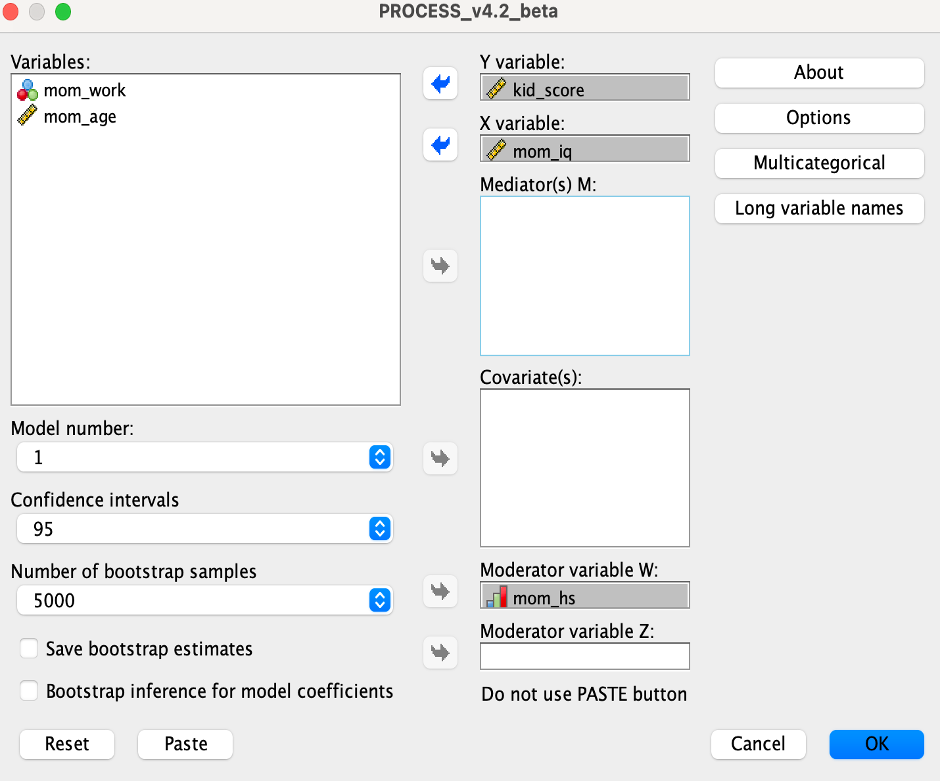 PROCESS_v4.2_beta
Variables:
mom_work
mom_age
Model number:
1
Confidence intervals
95
Number of bootstrap samples
5000
Save bootstrap estimates
Bootstrap inference for model coefficients
Reset
Paste
Y variable:
kid_score
X variable:
mom_iq
Mediator(s) M:
Covariate(s):
Moderator variable W:
mom_hs
Moderator variable Z:
Do not use PASTE button
About
Options
Multicategorical
Long variable names
Cancel
OK